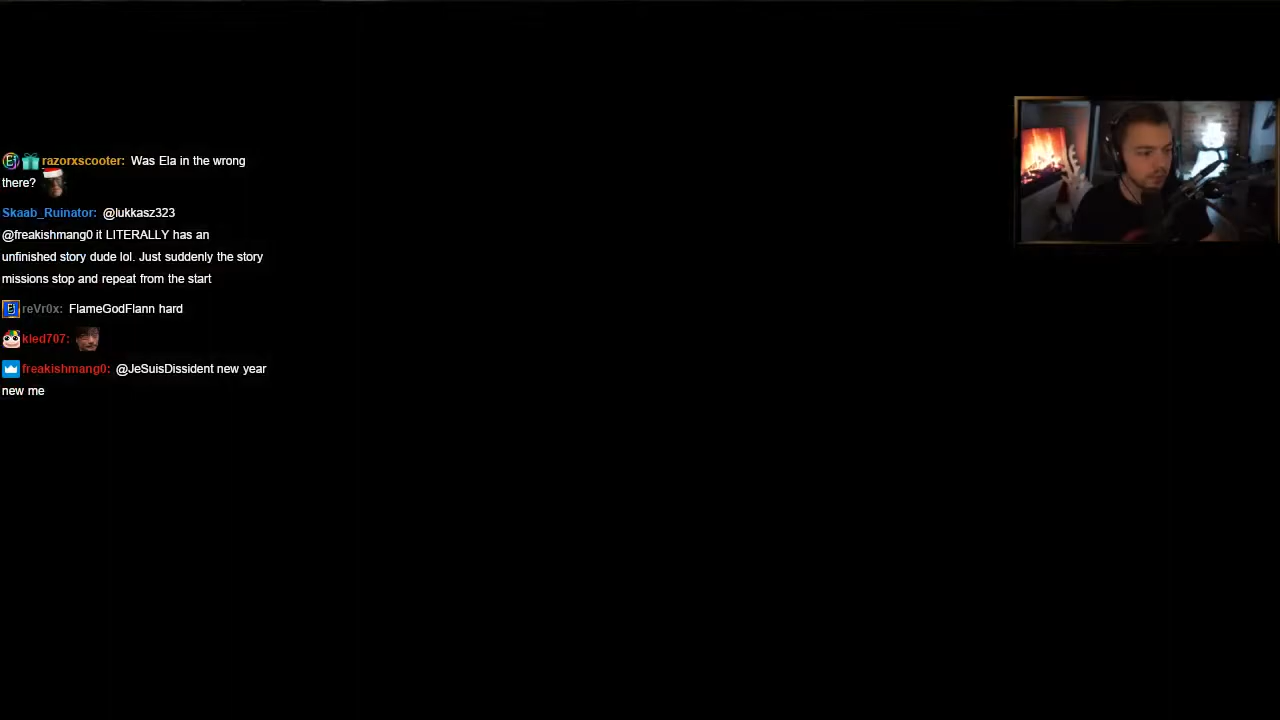 razorxscooter: Was Ela in the wrong
there?
Skaab_Ruinator: @lukkasz323
@freakishmang0 it LITERALLY has an
unfinished story dude lol. Just suddenly the story
missions stop and repeat from the start
reVr0x: FlameGodFlann hard
kled707:
freakishmang0: @JeSuisDissident new year
new me